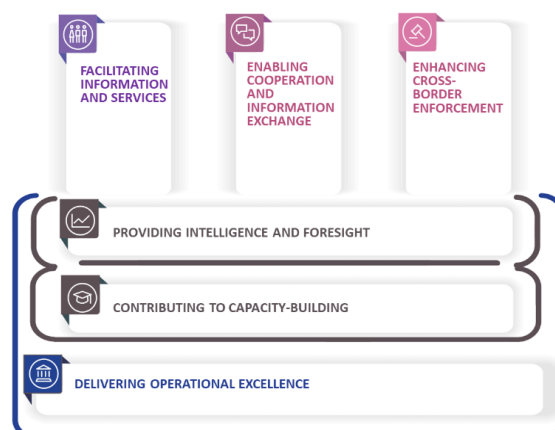 FACILITATING
INFORMATION
AND SERVICES
ENABLING
COOPERATION
AND
INFORMATION
EXCHANGE
ENHANCING
CROSS-
BORDER
ENFORCEMENT
PROVIDING INTELLIGENCE AND FORESIGHT
CONTRIBUTING TO CAPACITY-BUILDING
DELIVERING OPERATIONAL EXCELLENCE